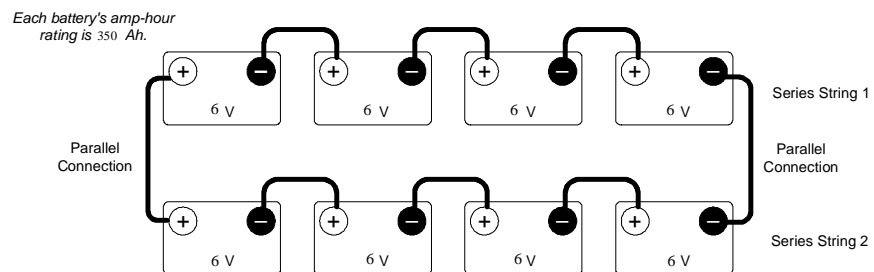 Each battery's amp-hour
rating is 350 Ah.
+ − + − + − + −
6 V 6 V 6 V 6 V
Series String 1
Parallel
Connection
Parallel
Connection
+ − + − + − + −
6 V 6 V 6 V 6 V
Series String 2